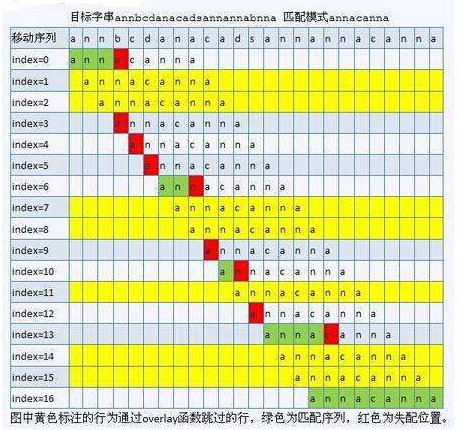 目标字串annbcdanacadsannannabnna 匹配模式annacanna
移动序列 a n n b c d a n a c a d s a n n a n n a c a n n a
index=0 a n n a c a n n a
index=1 a n n a c a n n a
index=2 a n n a c a n n a
index=3 a n n a c a n n a
index=4 a n n a c a n n a
index=5 a n n a c a n n a
index=6 a n n a c a n n a
index=7 a n n a c a n n a
index=8 a n n a c a n n a
index=9 a n n a c a n n a
index=10 a n n a c a n n a
index=11 a n n a c a n n a
index=12 a n n a c a n n a
index=13 a n n a c a n n a
index=14 a n n a c a n n a
index=15 a n n a c a n n a
index=16 a n n a c a n n a
图中黄色标注的行为通过overlay函数跳过的行，绿色为匹配序列，红色为失配位置。